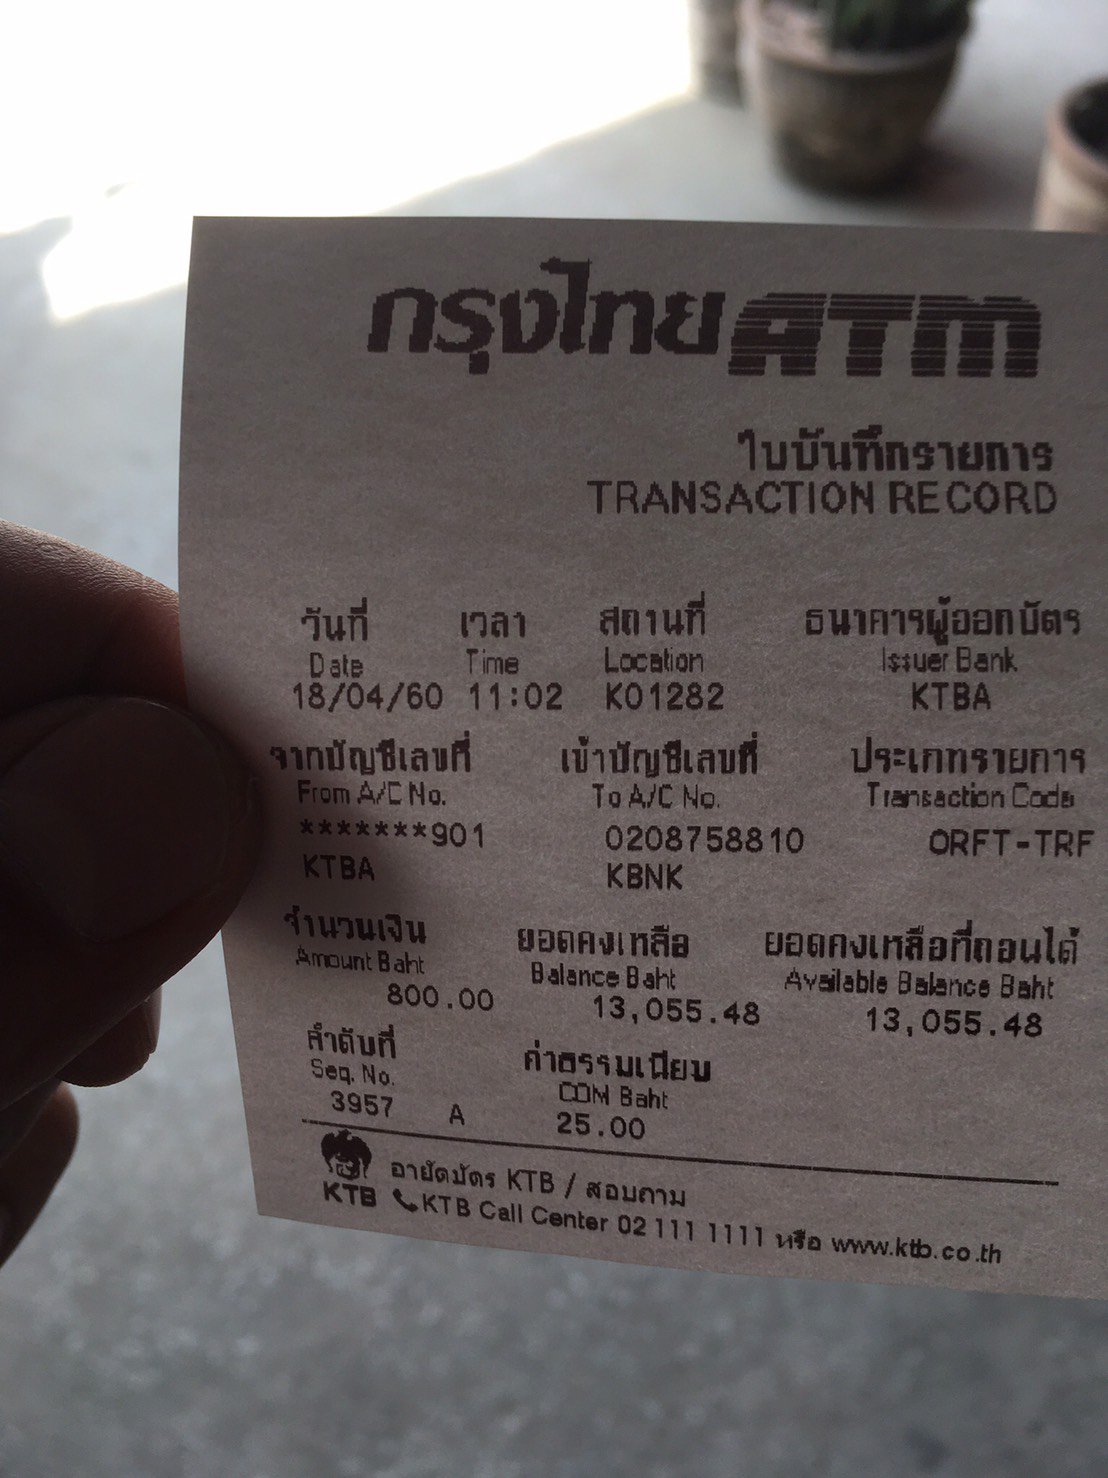 กรุงไทย ATM
ใบบันทึกรายการ
TRANSACTION RECORD
วันที่ เวลา สถานที่ ธนาคารผู้ออกบัตร
Date Time Location Issuer Bank
18/04/60 11:02 K01282 KTBA
จากบัญชีเลขที่ เข้าบัญชีเลขที่ ประเภทรายการ
From A/C No. To A/C No. Transaction Code
*******901 0208758810 ORFT-TRF
KTBA KBNK
จำนวนเงิน ยอดคงเหลือ ยอดคงเหลือที่ถอนได้
Amount Baht Balance Baht Available Balance Baht
800.00 13,055.48 13,055.48
ลำดับที่ ค่าธรรมเนียม
Seq. No. COM Baht
3957 A 25.00
KTB อายัดบัตร KTB / สอบถาม
KTB Call Center 02 111 1111 หรือ www.ktb.co.th